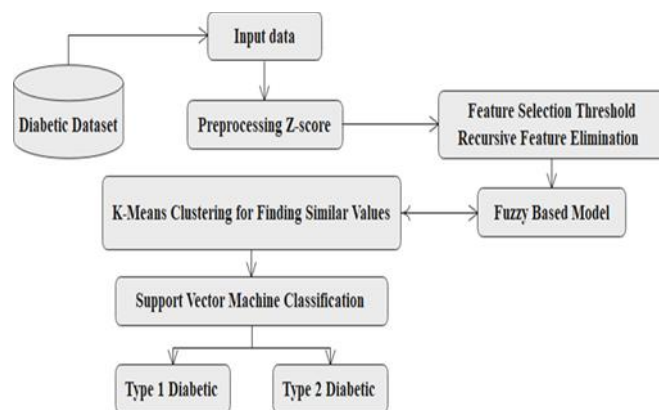 Input data
Diabetic Dataset
Preprocessing Z-score
Feature Selection Threshold
Recursive Feature Elimination
K-Means Clustering for Finding Similar Values
Fuzzy Based Model
Support Vector Machine Classification
Type 1 Diabetic
Type 2 Diabetic